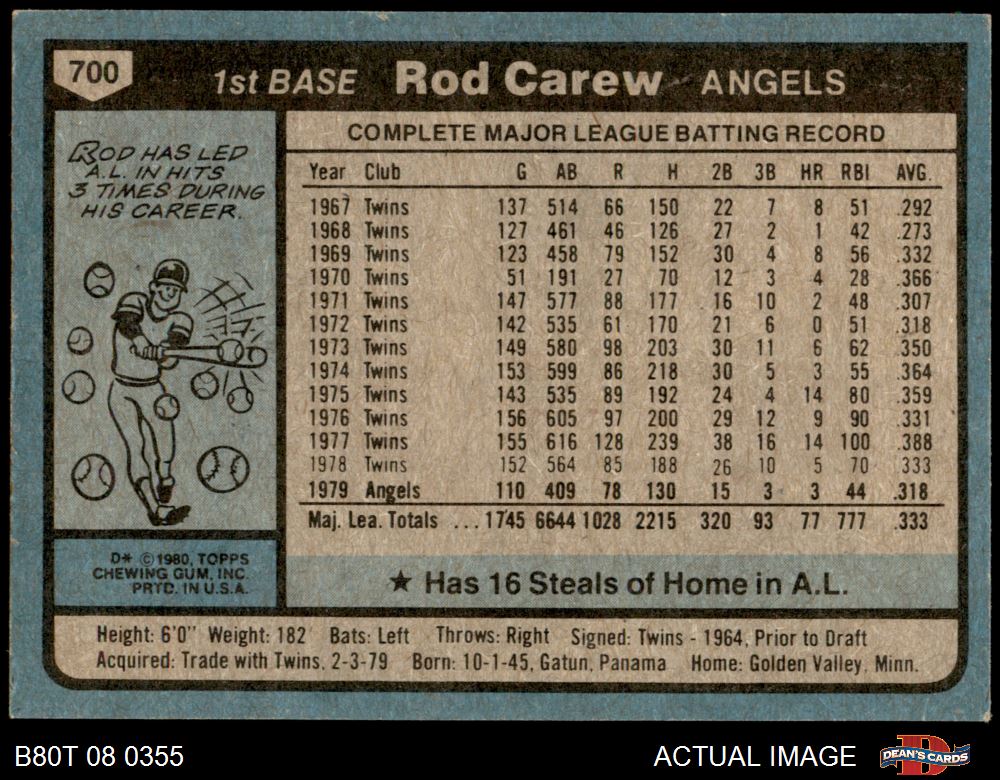 700
1st BASE Rod Carew ANGELS
ROD HAS LED
A.L. IN HITS
3 TIMES DURING
HIS CAREER.
COMPLETE MAJOR LEAGUE BATTING RECORD
Year Club G AB R H 2B 3B HR RBI AVG.
1967 Twins 137 514 66 150 22 7 8 51 .292
1968 Twins 127 461 46 126 27 2 1 42 .273
1969 Twins 123 458 79 152 30 4 8 56 .332
1970 Twins 51 191 27 70 12 3 4 28 .366
1971 Twins 147 577 88 177 16 10 2 48 .307
1972 Twins 142 535 61 170 21 6 0 51 .318
1973 Twins 149 580 98 203 30 11 6 62 .350
1974 Twins 153 599 86 218 30 5 3 55 .364
1975 Twins 143 535 89 192 24 4 14 80 .359
1976 Twins 156 605 97 200 29 12 9 90 .331
1977 Twins 155 616 128 239 38 16 14 100 .388
1978 Twins 152 564 85 188 26 10 5 70 .333
1979 Angels 110 409 78 130 15 3 3 44 .318
Maj. Lea. Totals ... 1745 6644 1028 2215 320 93 77 777 .333
D* © 1980, TOPPS
CHEWING GUM, INC.
PRTD. IN U.S.A.
★ Has 16 Steals of Home in A.L.
Height: 6'0" Weight: 182 Bats: Left Throws: Right Signed: Twins - 1964, Prior to Draft
Acquired: Trade with Twins, 2-3-79 Born: 10-1-45, Gatun, Panama Home: Golden Valley, Minn.
B80T 08 0355
ACTUAL IMAGE
DEAN'S CARDS